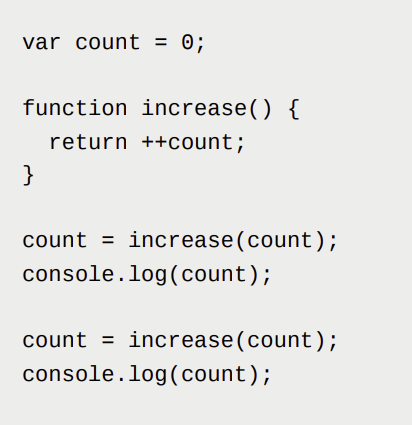 var count = 0;

function increase() {
  return ++count;
}

count = increase(count);
console.log(count);

count = increase(count);
console.log(count);